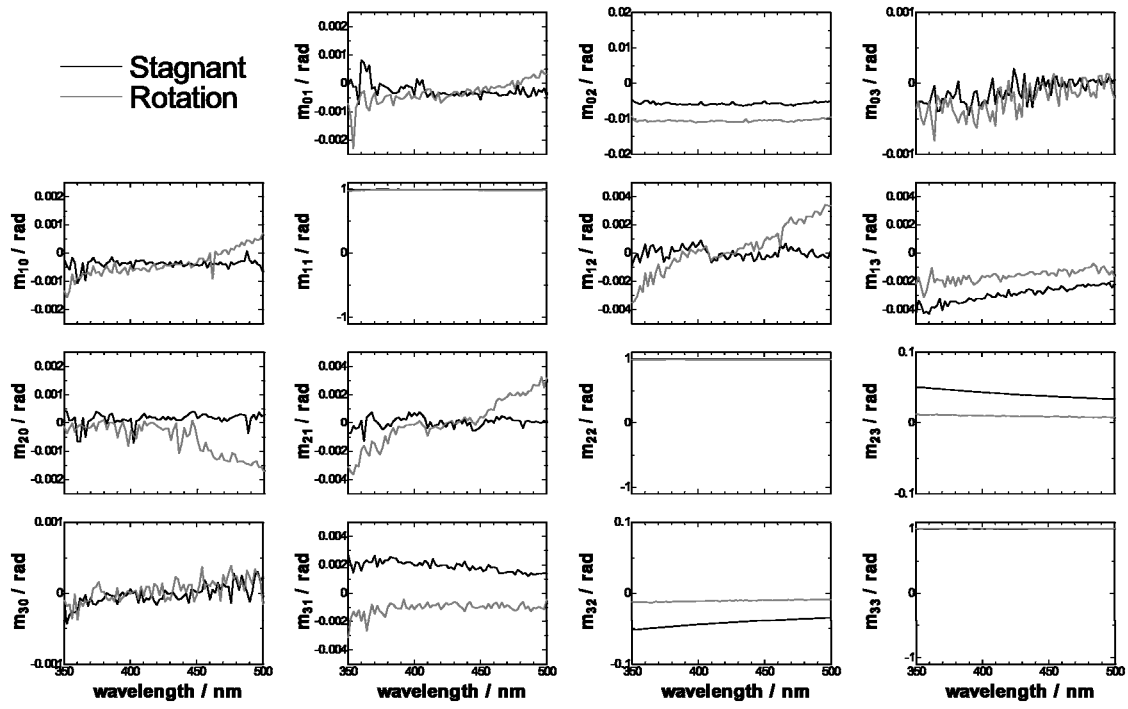 Stagnant
Rotation
m01 / rad
0.002
0.001
0
-0.001
-0.002
m02 / rad
0.02
0.01
0
-0.01
-0.02
m03 / rad
0.001
0
-0.001
m10 / rad
0.002
0.001
0
-0.001
-0.002
m11 / rad
1
0
-1
m12 / rad
0.004
0.002
0
-0.002
-0.004
m13 / rad
0.004
0.002
0
-0.002
-0.004
m20 / rad
0.002
0.001
0
-0.001
-0.002
m21 / rad
0.004
0.002
0
-0.002
-0.004
m22 / rad
1
0
-1
m23 / rad
0.1
0
-0.1
m30 / rad
0.001
0
-0.001
350 400 450 500
wavelength / nm
m31 / rad
0.004
0.002
0
-0.002
-0.004
350 400 450 500
wavelength / nm
m32 / rad
0.1
0
-0.1
350 400 450 500
wavelength / nm
m33 / rad
1
0
-1
350 400 450 500
wavelength / nm